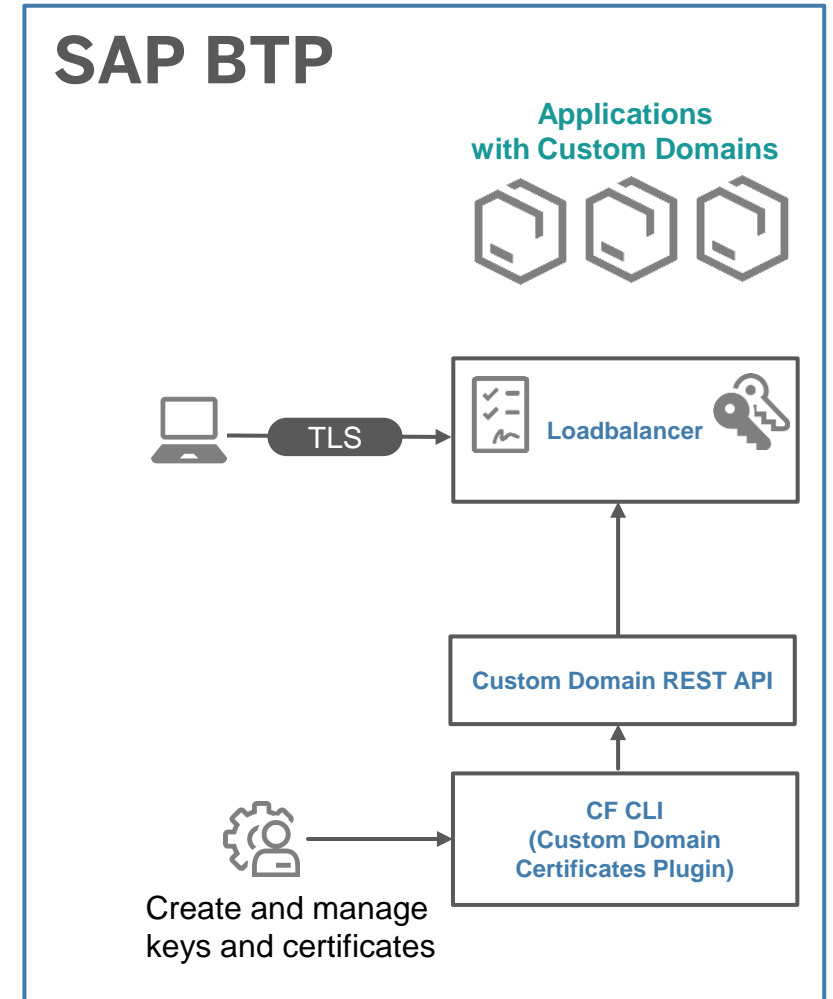 SAP BTP
Applications
with Custom Domains
TLS
Loadbalancer
Custom Domain REST API
CF CLI
(Custom Domain
Certificates Plugin)
Create and manage
keys and certificates